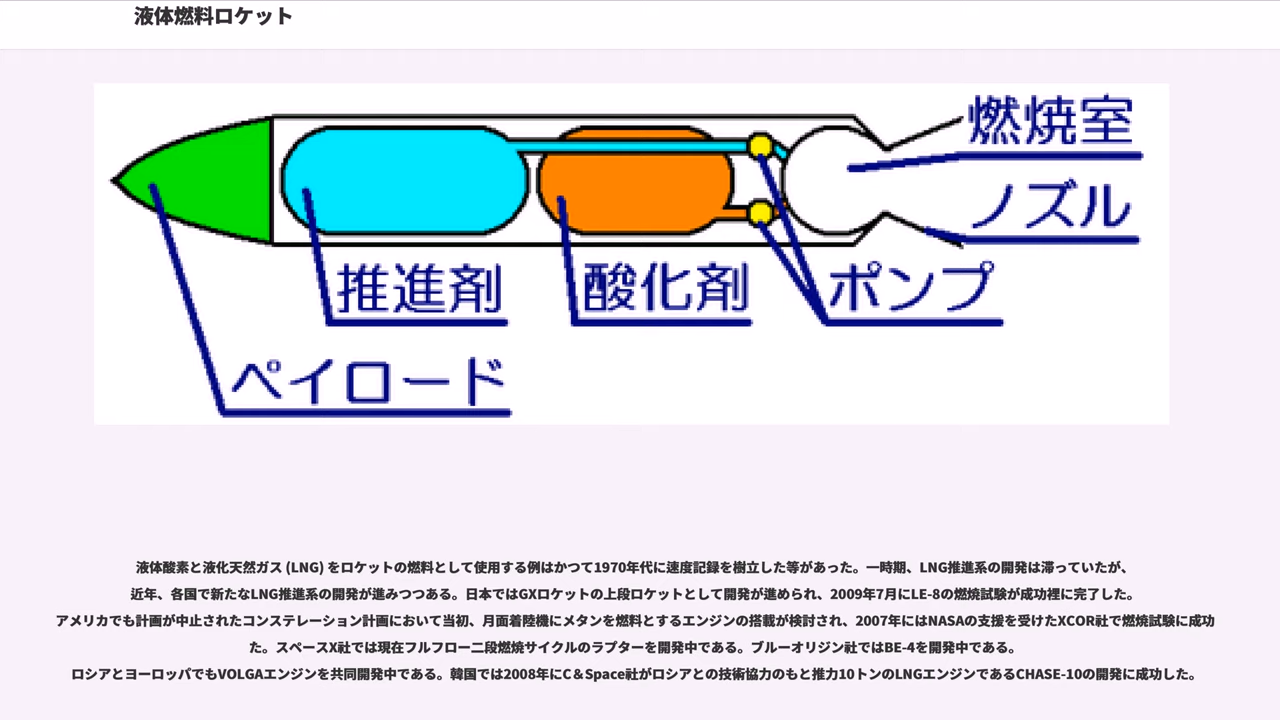 液体燃料ロケット
燃焼室
ノズル
推進剤
酸化剤
ポンプ
ペイロード
液体酸素と液化天然ガス (LNG) をロケットの燃料として使用する例はかつて1970年代に速度記録を樹立した等があった。一時期、LNG推進系の開発は滞っていたが、
近年、各国で新たなLNG推進系の開発が進みつつある。日本ではGXロケットの上段ロケットとして開発が進められ、2009年7月にLE-8の燃焼試験が成功裡に完了した。
アメリカでも計画が中止されたコンステレーション計画において当初、月面着陸機にメタンを燃料とするエンジンの搭載が検討され、2007年にはNASAの支援を受けたXCOR社で燃焼試験に成功
た。スペースX社では現在フルフロー二段燃焼サイクルのラプターを開発中である。ブルーオリジン社ではBE-4を開発中である。
ロシアとヨーロッパでもVOLGAエンジンを共同開発中である。韓国では2008年にC＆Space社がロシアとの技術協力のもと推力10トンのLNGエンジンであるCHASE-10の開発に成功した。